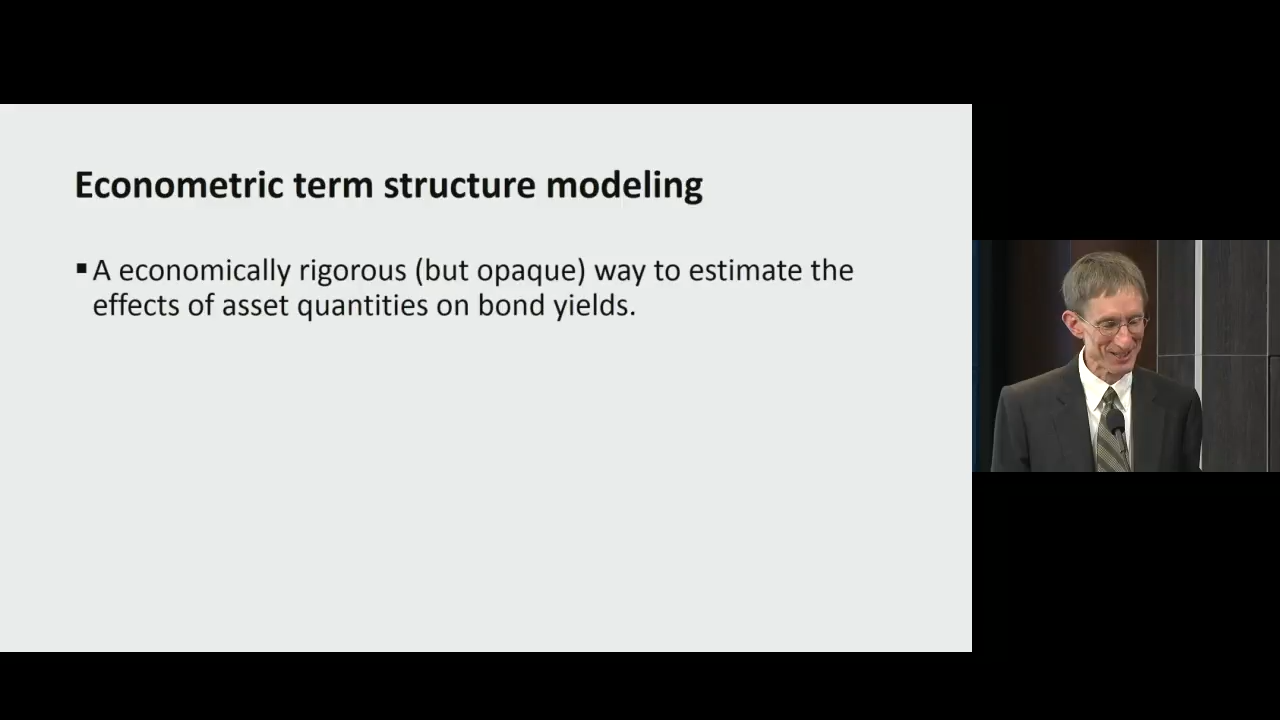 Econometric term structure modeling
▪ A economically rigorous (but opaque) way to estimate the
effects of asset quantities on bond yields.